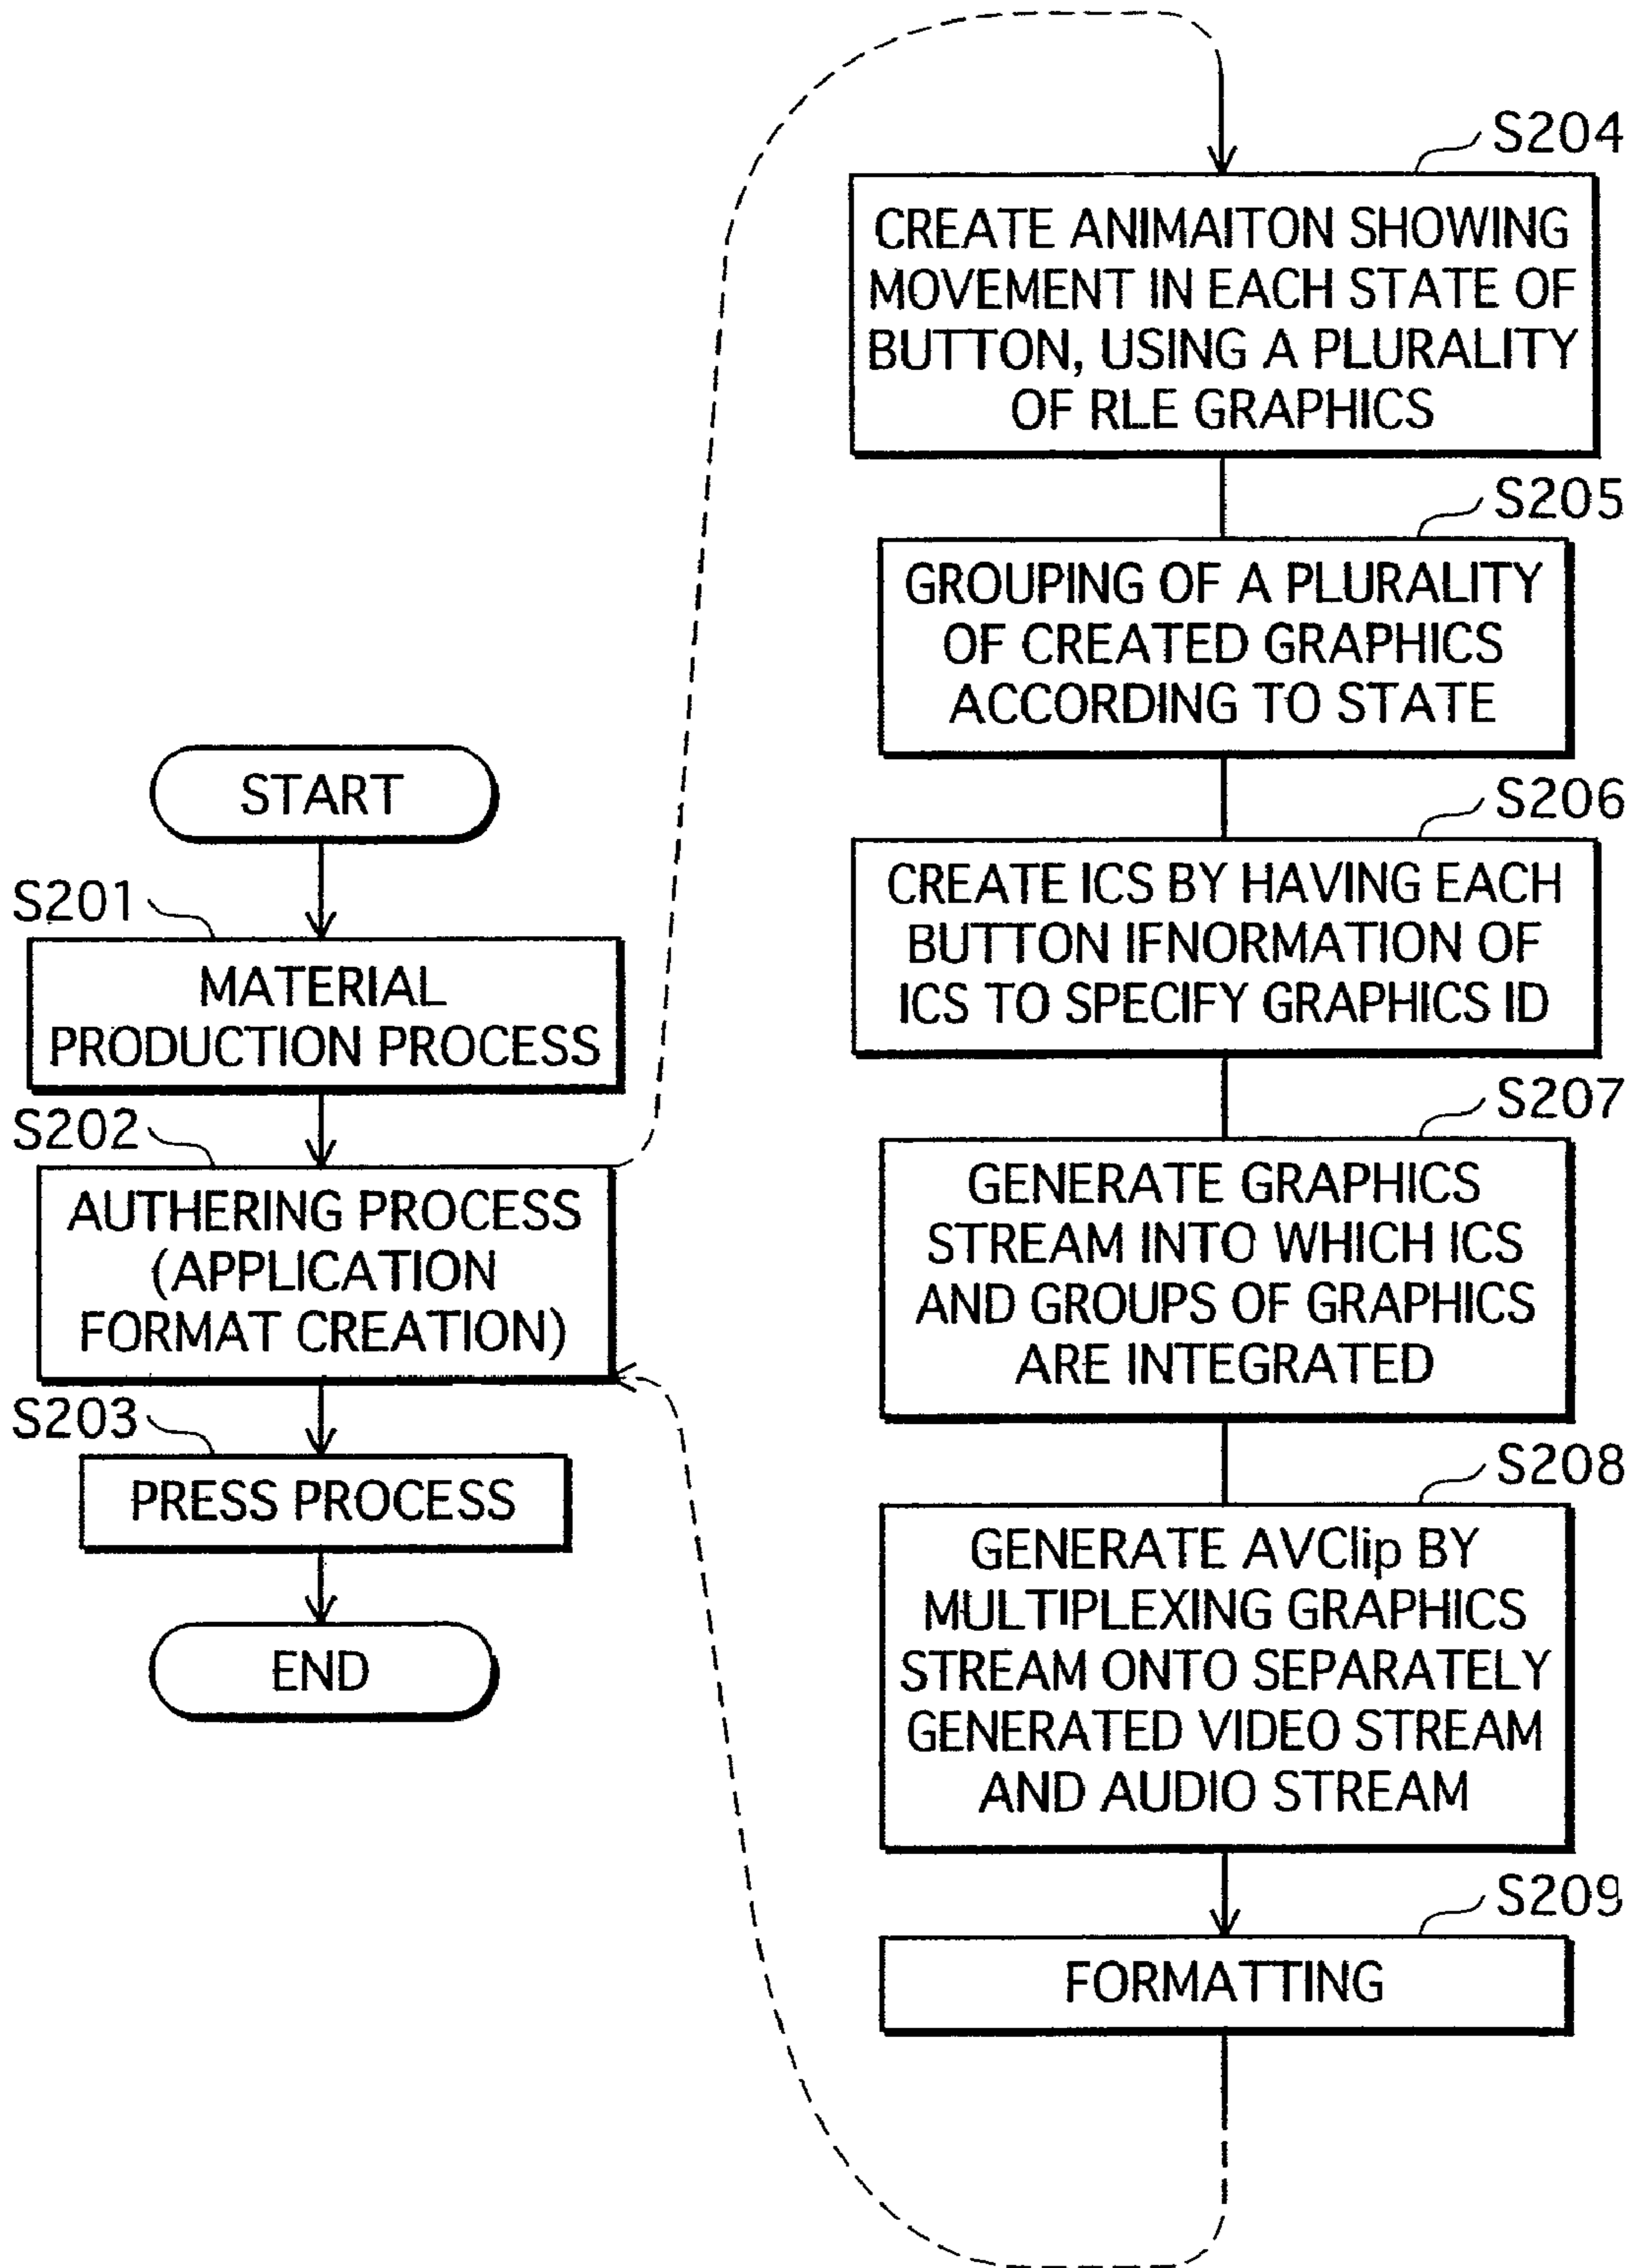 START
S201
MATERIAL
PRODUCTION PROCESS
S202
AUTHERING PROCESS
(APPLICATION
FORMAT CREATION)
S203
PRESS PROCESS
END
S204
CREATE ANIMAITON SHOWING
MOVEMENT IN EACH STATE OF
BUTTON, USING A PLURALITY
OF RLE GRAPHICS
S205
GROUPING OF A PLURALITY
OF CREATED GRAPHICS
ACCORDING TO STATE
S206
CREATE ICS BY HAVING EACH
BUTTON IFNORMATION OF
ICS TO SPECIFY GRAPHICS ID
S207
GENERATE GRAPHICS
STREAM INTO WHICH ICS
AND GROUPS OF GRAPHICS
ARE INTEGRATED
S208
GENERATE AVClip BY
MULTIPLEXING GRAPHICS
STREAM ONTO SEPARATELY
GENERATED VIDEO STREAM
AND AUDIO STREAM
S209
FORMATTING